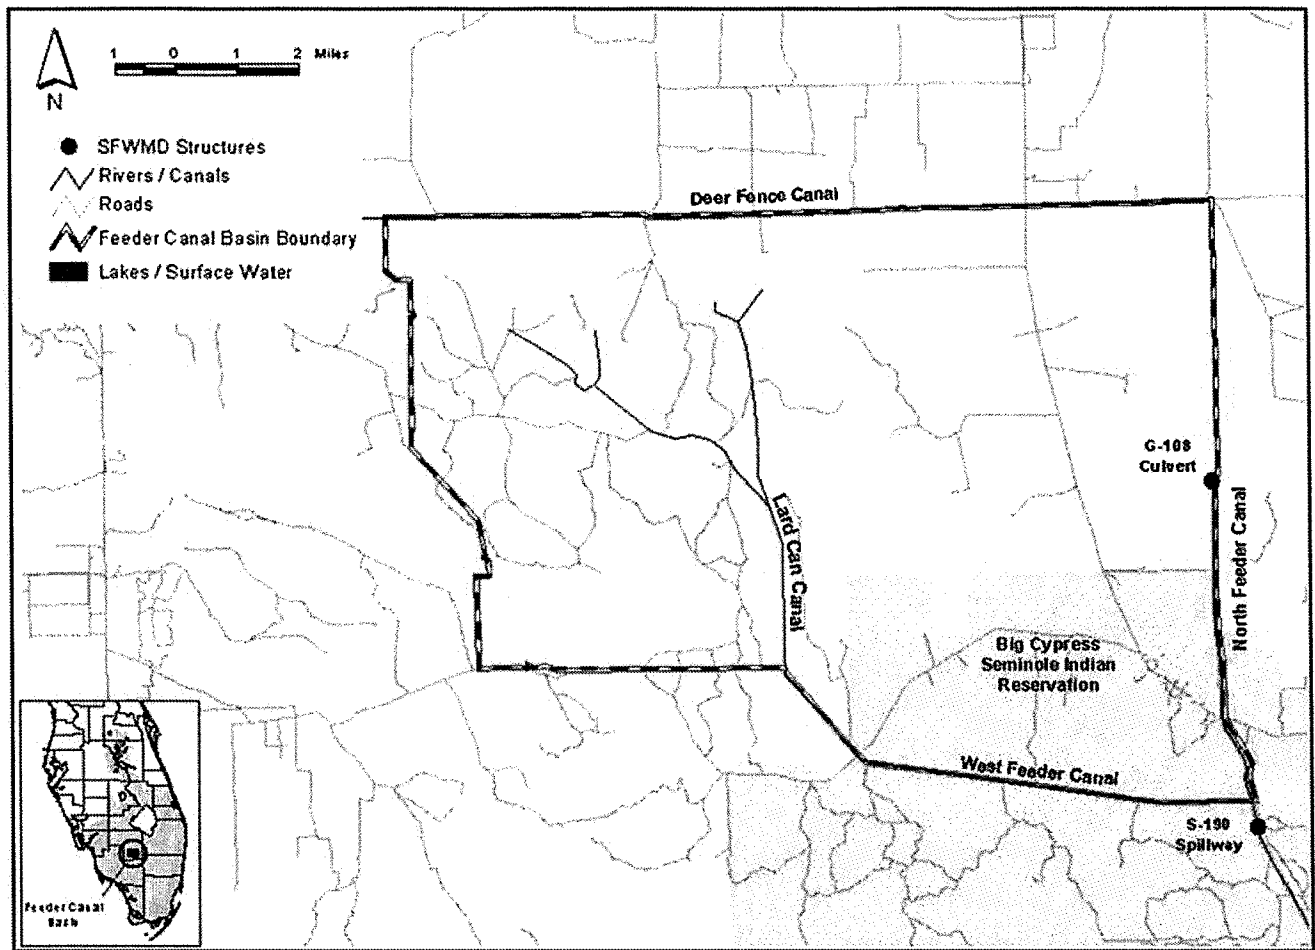 1 0 1 2 Miles
N
SFWMD Structures
Rivers / Canals
Roads
Feeder Canal Basin Boundary
Lakes / Surface Water
Deer Fence Canal
G-108
Culvert
Lard Can Canal
North Feeder Canal
Big Cypress
Seminole Indian
Reservation
West Feeder Canal
S-190
Spillway
Feeder Canal
Basin